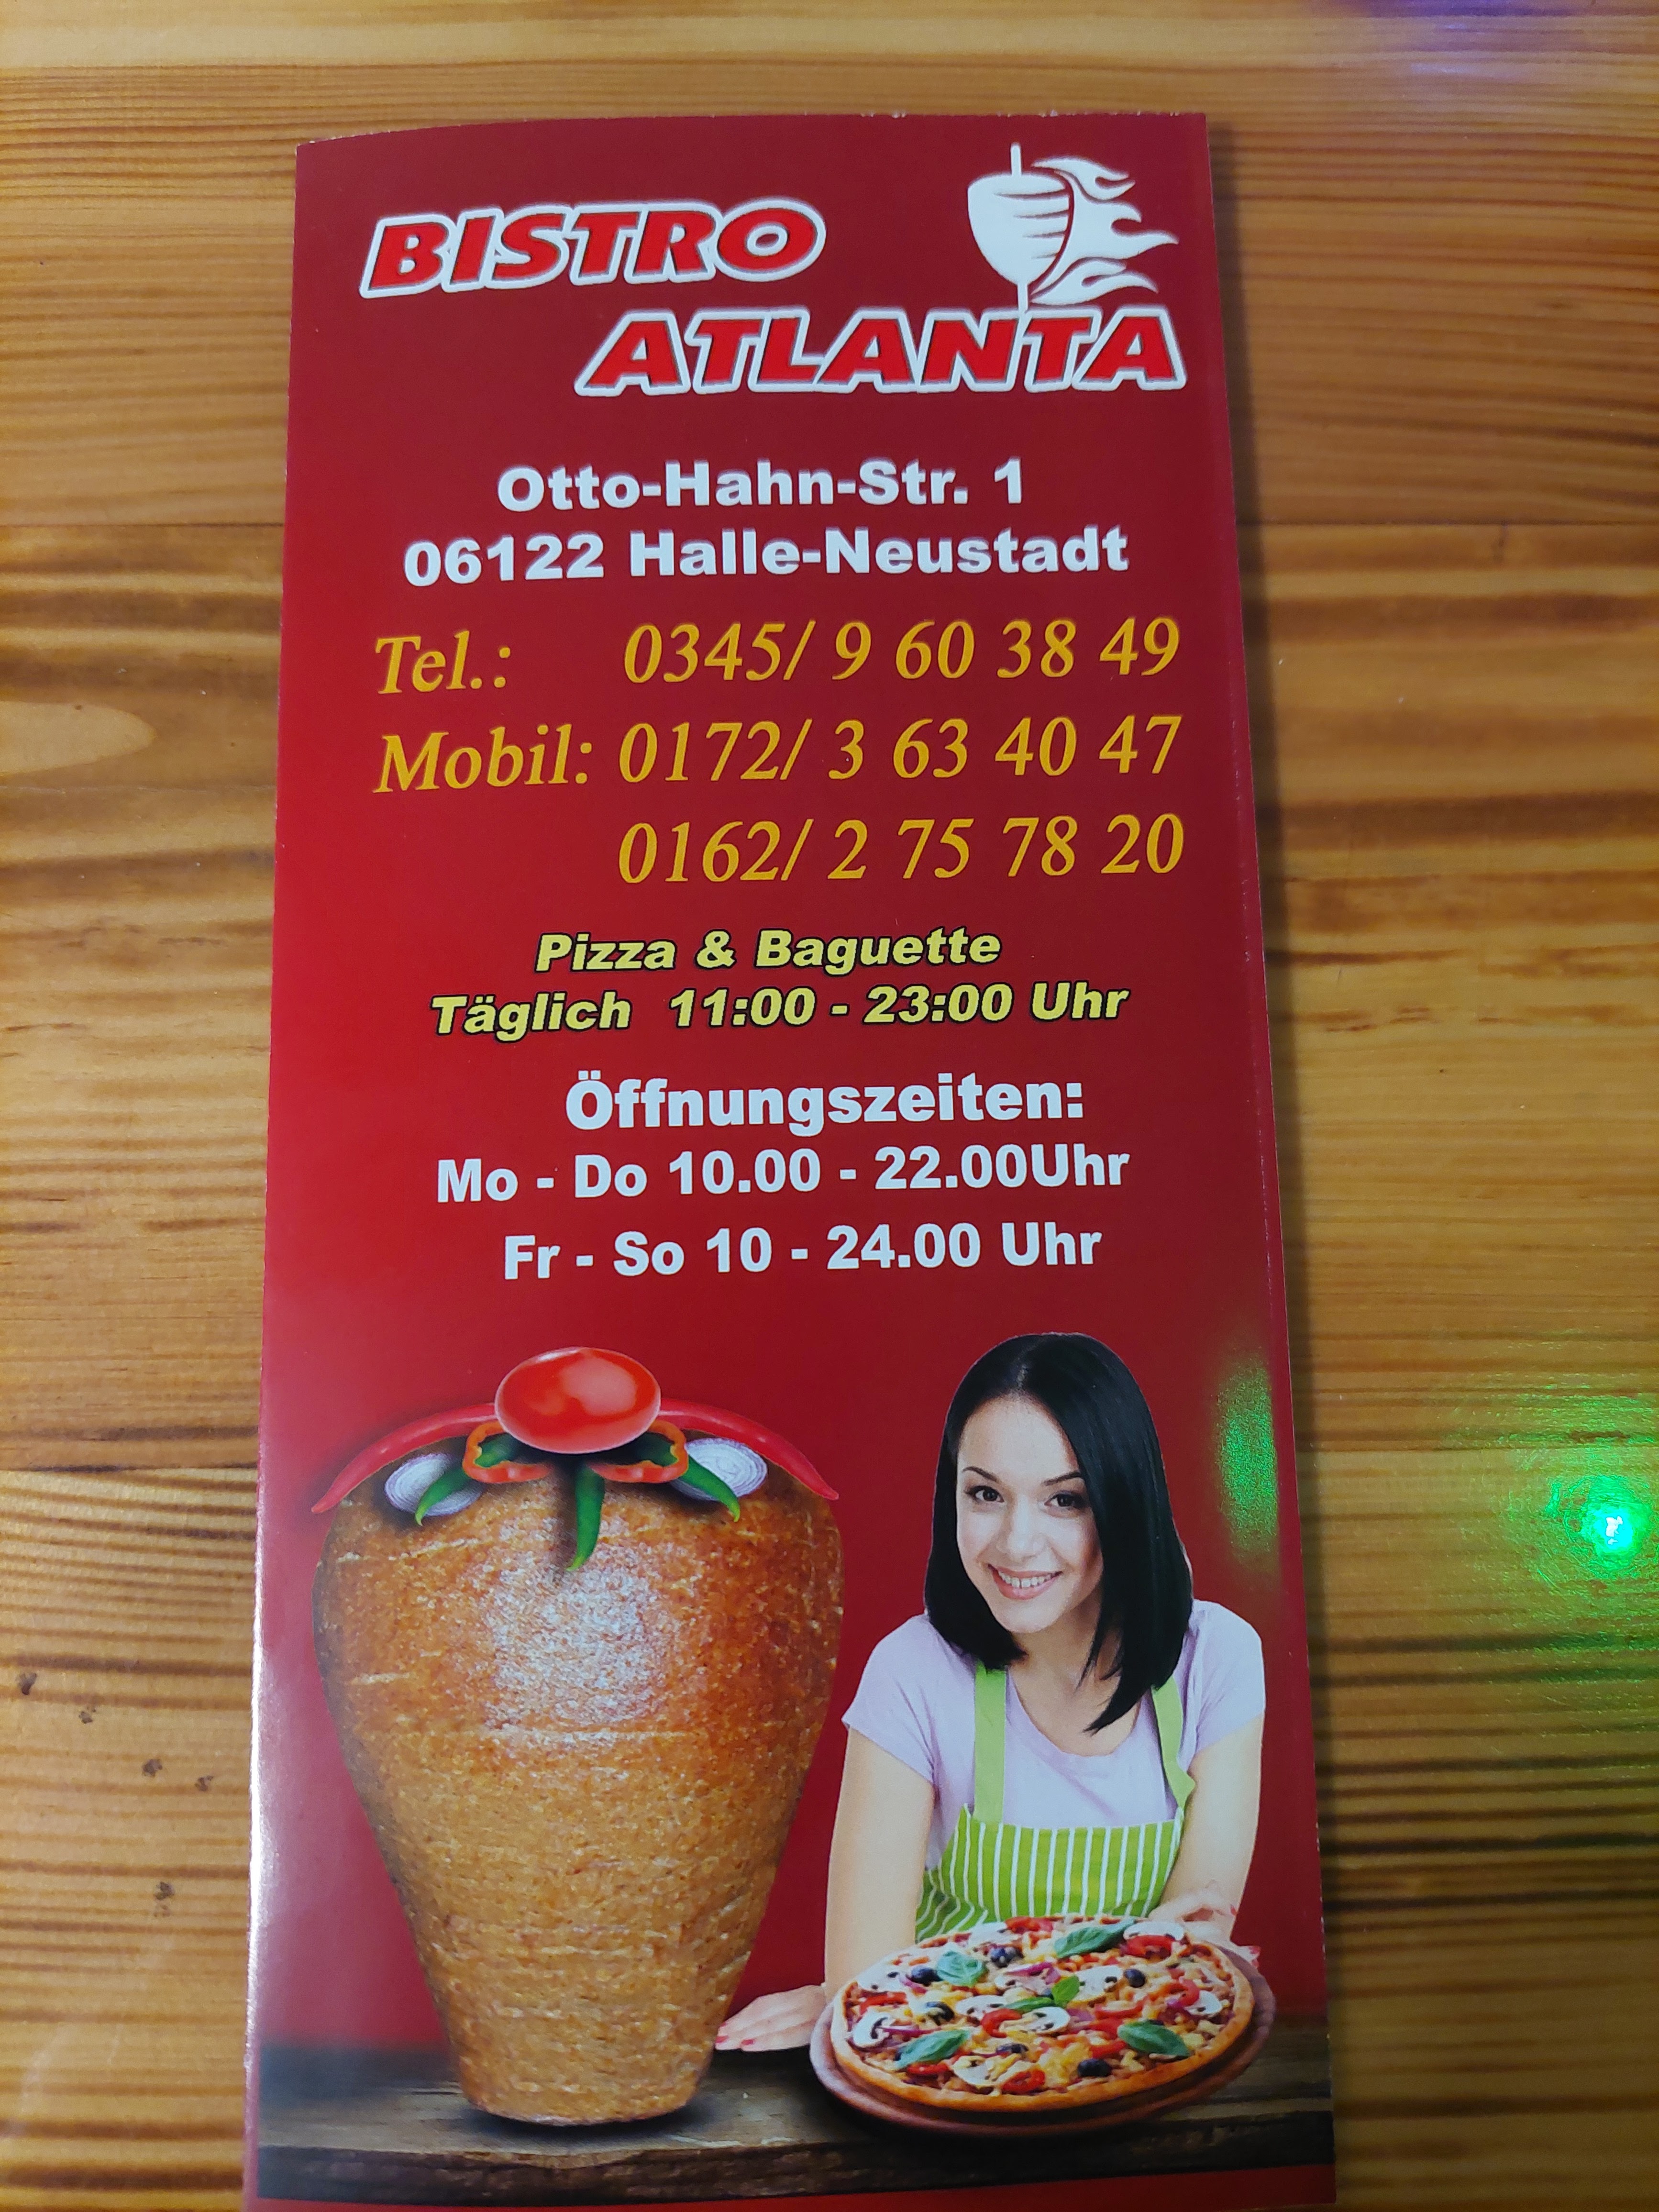 BISTRO
ATLANTA
Otto-Hahn-Str. 1
06122 Halle-Neustadt
Tel.: 0345/ 9 60 38 49
Mobil: 0172/ 3 63 40 47
0162/ 2 75 78 20
Pizza & Baguette
Täglich 11:00 - 23:00 Uhr
Öffnungszeiten:
Mo - Do 10.00 - 22.00Uhr
Fr - So 10 - 24.00 Uhr